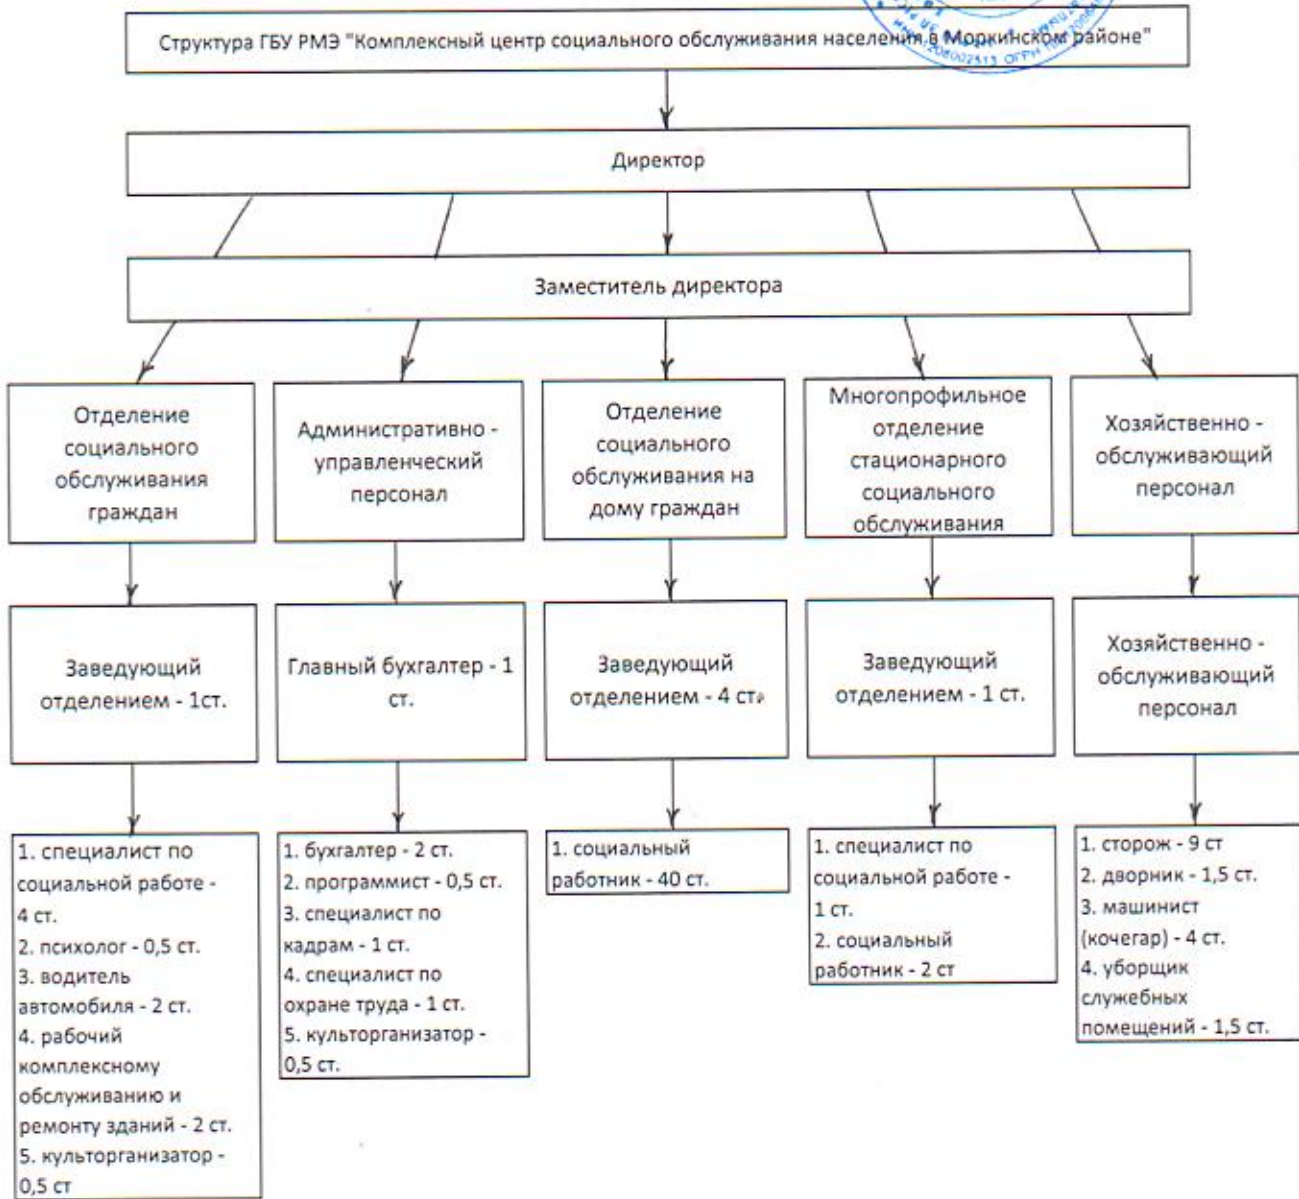 Структура ГБУ РМЭ "Комплексный центр социального обслуживания населения в Моркинском районе"
ОГРН
Директор
Заместитель директора
Отделение
социального
обслуживания
граждан
Административно -
управленческий
персонал
Отделение
социального
обслуживания на
дому граждан
Многопрофильное
отделение
стационарного
социального
обслуживания
Хозяйственно -
обслуживающий
персонал
Заведующий
отделением - 1ст.
Главный бухгалтер - 1
ст.
Заведующий
отделением - 4 ст.
Заведующий
отделением - 1 ст.
Хозяйственно -
обслуживающий
персонал
1. специалист по
социальной работе -
4 ст.
2. психолог - 0,5 ст.
3. водитель
автомобиля - 2 ст.
4. рабочий
комплексному
обслуживанию и
ремонту зданий - 2 ст.
5. культорганизатор -
0,5 ст
1. бухгалтер - 2 ст.
2. программист - 0,5 ст.
3. специалист по
кадрам - 1 ст.
4. специалист по
охране труда - 1 ст.
5. культорганизатор -
0,5 ст.
1. социальный
работник - 40 ст.
1. специалист по
социальной работе -
1 ст.
2. социальный
работник - 2 ст
1. сторож - 9 ст
2. дворник - 1,5 ст.
3. машинист
(кочегар) - 4 ст.
4. уборщик
служебных
помещений - 1,5 ст.